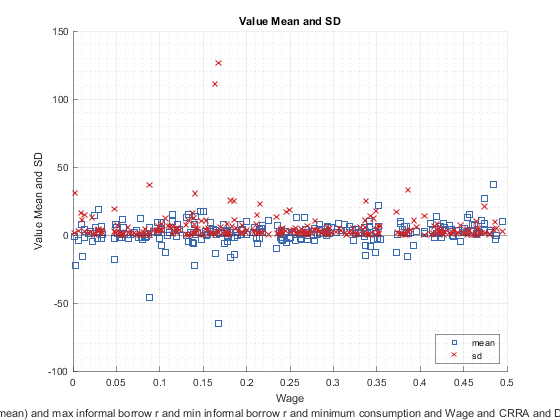 Value Mean and SD
150
100
50
0
-50
-100
Value Mean and SD
0
0.05
0.1
0.15
0.2
0.25
0.3
0.35
0.4
0.45
0.5
mean
sd
Wage
mean) and max informal borrow r and min informal borrow r and minimum consumption and Wage and CRRA and D